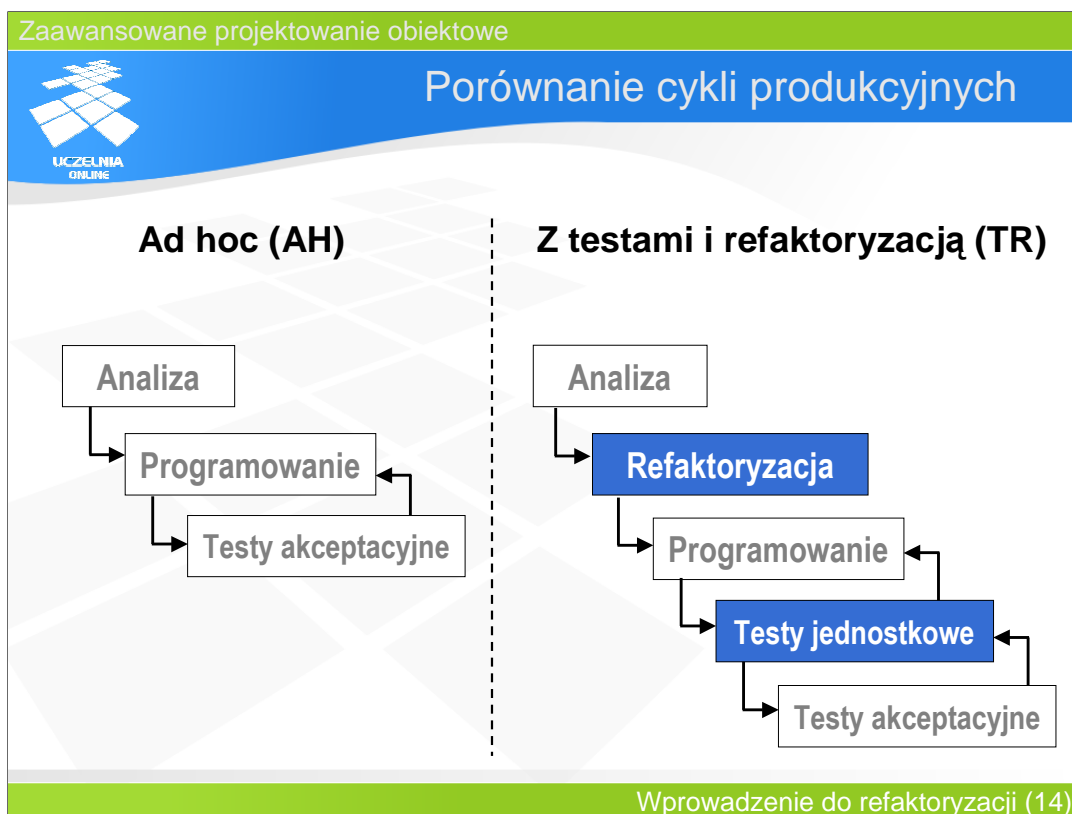 Zaawansowane projektowanie obiektowe
Porównanie cykli produkcyjnych
UCZELNIA
ONLINE
Ad hoc (AH)
Analiza
Programowanie
Testy akceptacyjne
Z testami i refaktoryzacją (TR)
Analiza
Refaktoryzacja
Programowanie
Testy jednostkowe
Testy akceptacyjne
Wprowadzenie do refaktoryzacji (14)